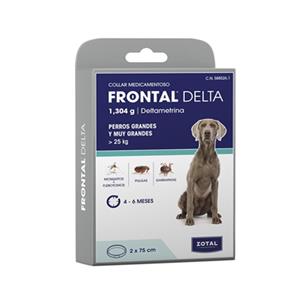 C.N. 588026.1
COLLAR MEDICAMENTOSO
FRONTAL® DELTA
1,304 g | Deltametrina
PERROS GRANDES
Y MUY GRANDES
> 25 kg
MOSQUITOS
PULGAS
GARRAPATAS
4 - 6 MESES
2 x 75 cm
ZOTAL
FRONTAL DELTA